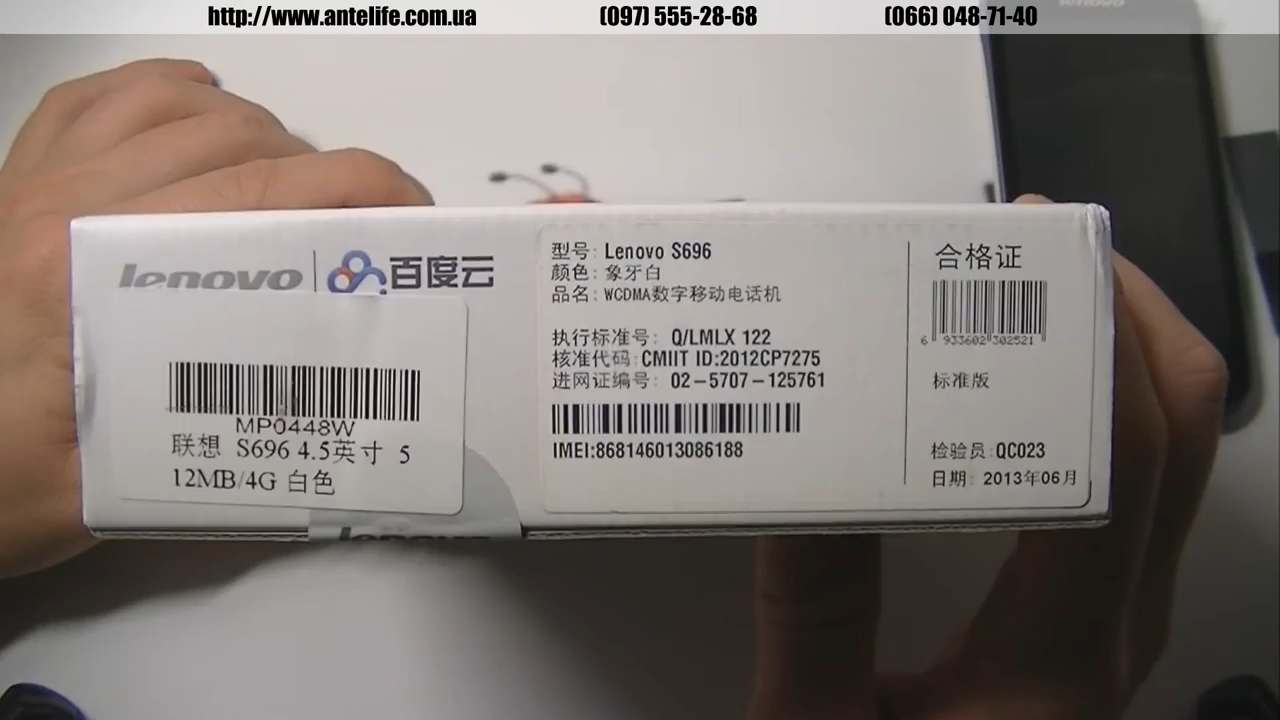 http://www.antelife.com.ua (097) 555-28-68 (066) 048-71-40
lenovo
lenovo 百度云
MP0448W
联想 S696 4.5英寸 5
12MB/4G 白色
型号: Lenovo S696
颜色: 象牙白
品名: WCDMA数字移动电话机
执行标准号: Q/LMLX 122
核准代码: CMIIT ID:2012CP7275
进网证编号: 02-5707-125761
IMEI:868146013086188
合格证
6 933602 302521
标准版
检验员:QC023
日期: 2013年06月
lenovo